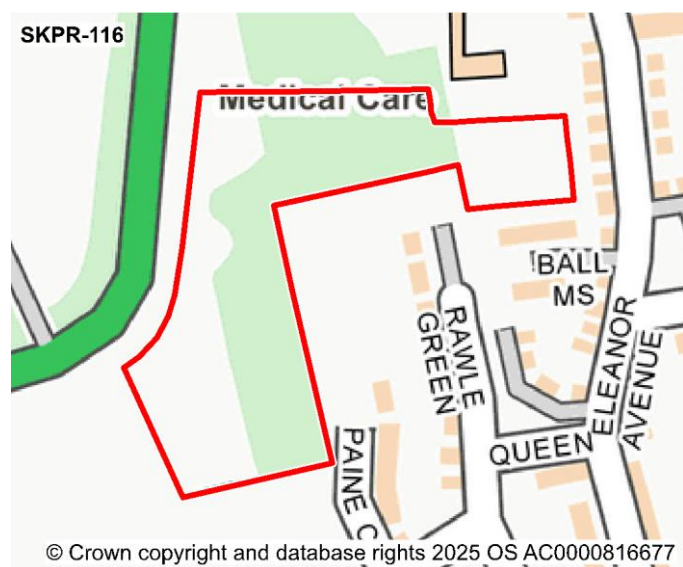 SKPR-116
Medical Care
BALL
MS
RAWLE
GREEN
ELEANOR
AVENUE
QUEEN
PAINE C
© Crown copyright and database rights 2025 OS AC0000816677